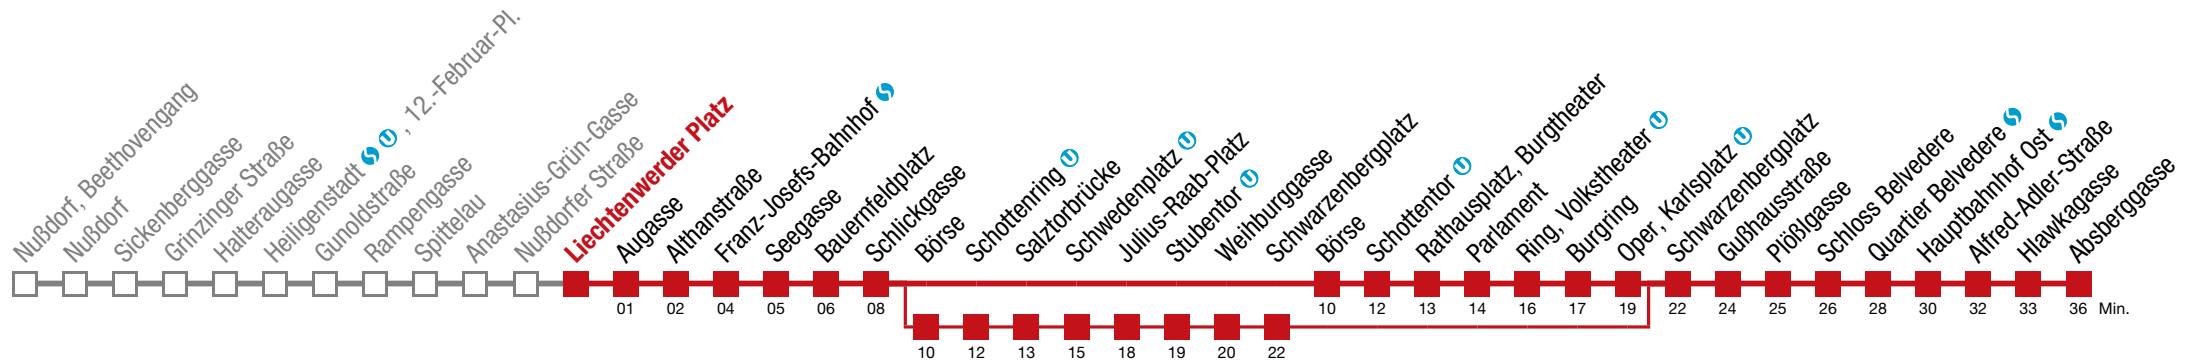 Nußdorf, Beethovengang
Nußdorf
Sickenberggasse
Grinzinger Straße
Halteraugasse
Heiligenstadt S U , 12.-Februar-Pl.
Gunoldstraße
Rampengasse
Spittelau
Anastasius-Grün-Gasse
Nußdorfer Straße
Liechtenwerder Platz
Augasse
Althanstraße
Franz-Josefs-Bahnhof S
Seegasse
Bauernfeldplatz
Schlickgasse
Börse
Schottenring U
Salztorbrücke
Schwedenplatz U
Julius-Raab-Platz
Stubentor U
Weihburggasse
Schwarzenbergplatz
Börse
Schottentor U
Rathausplatz, Burgtheater
Parlament
Ring, Volkstheater U
Burgring
Oper, Karlsplatz U
Schwarzenbergplatz
Gußhausstraße
Plößlgasse
Schloss Belvedere
Quartier Belvedere S
Hauptbahnhof Ost S
Alfred-Adler-Straße
Hlawkagasse
Absberggasse
01 02 04 05 06 08 10 12 13 14 16 17 19 22 24 25 26 28 30 32 33 36 Min.
10 12 13 15 18 19 20 22